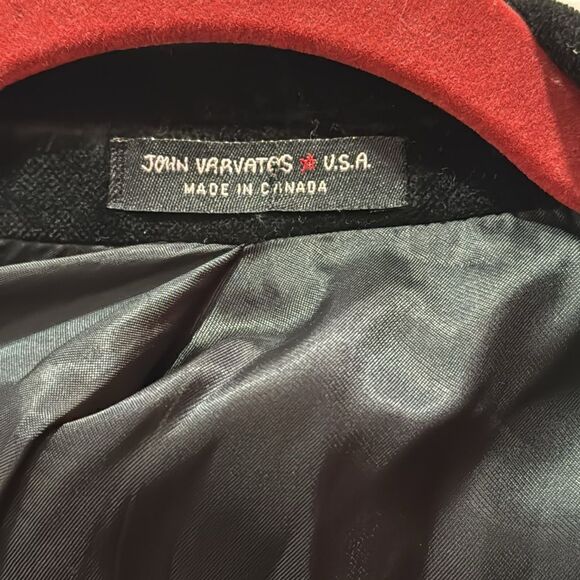 JOHN VARVATOS ★ U.S.A.
MADE IN CANADA